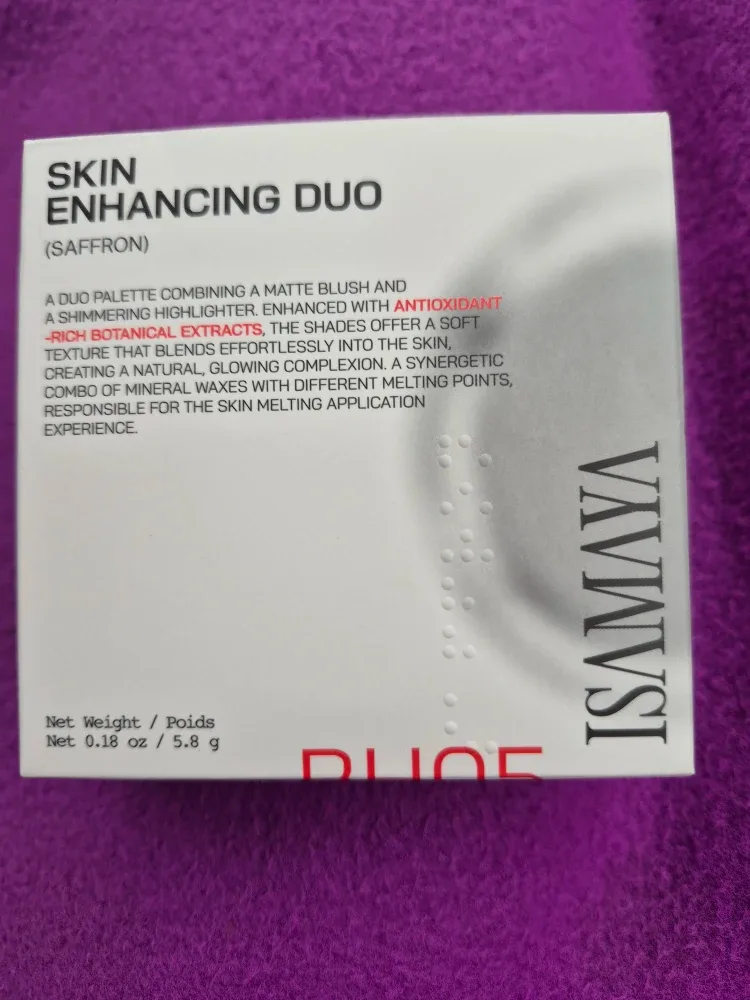 SKIN
ENHANCING DUO
(SAFFRON)
A DUO PALETTE COMBINING A MATTE BLUSH AND
A SHIMMERING HIGHLIGHTER. ENHANCED WITH ANTIOXIDANT
-RICH BOTANICAL EXTRACTS, THE SHADES OFFER A SOFT
TEXTURE THAT BLENDS EFFORTLESSLY INTO THE SKIN,
CREATING A NATURAL, GLOWING COMPLEXION. A SYNERGETIC
COMBO OF MINERAL WAXES WITH DIFFERENT MELTING POINTS,
RESPONSIBLE FOR THE SKIN MELTING APPLICATION
EXPERIENCE.
ISAMAYA
Net Weight / Poids
Net 0.18 oz / 5.8 g